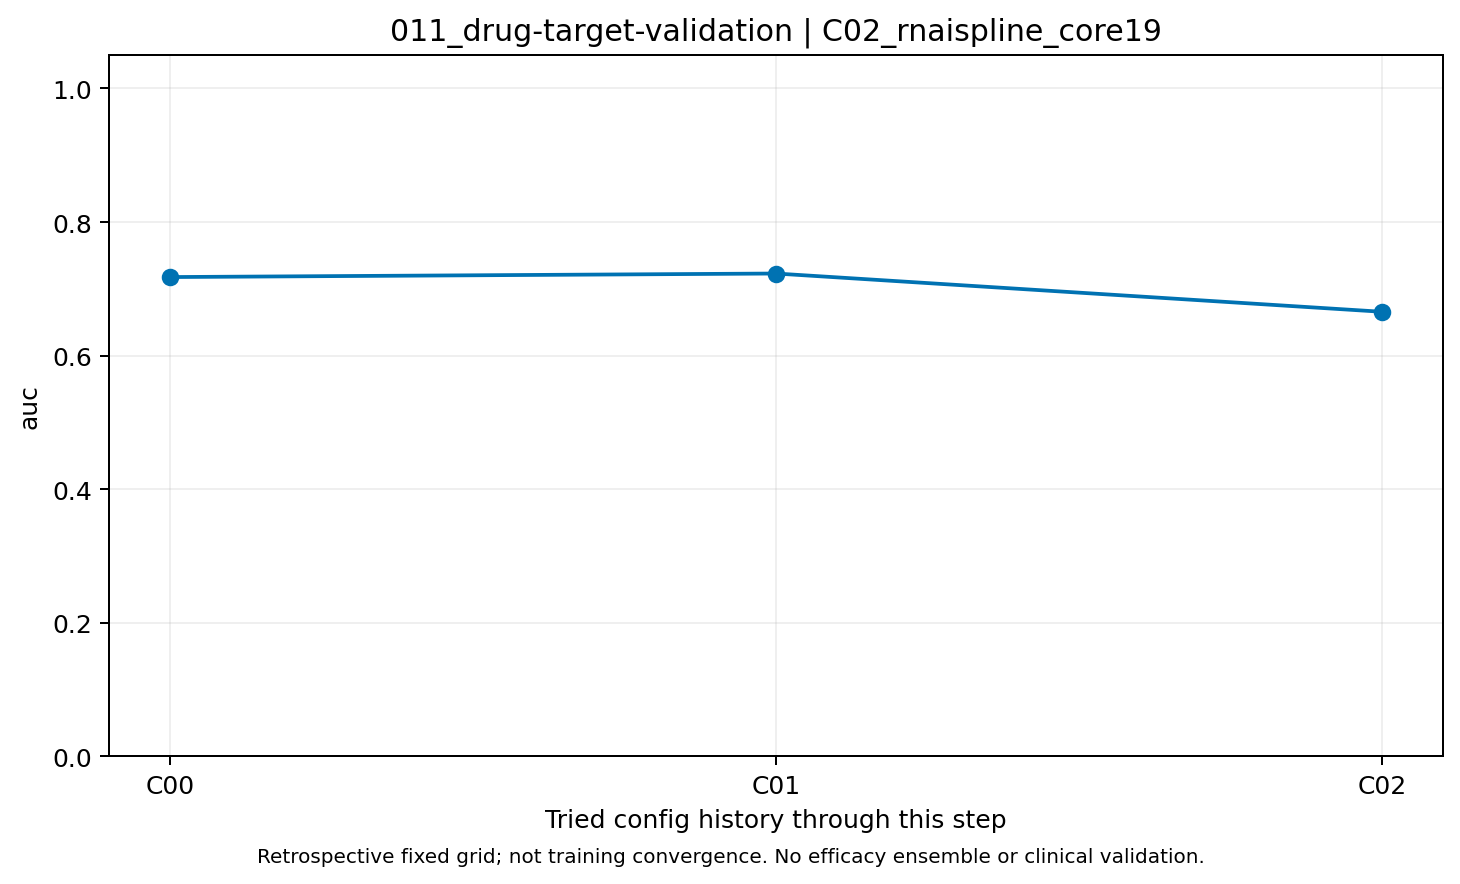 011_drug-target-validation | C02_rnaispline_core19
1.0
0.8
0.6
0.4
0.2
0.0
auc
C00 C01 C02
Tried config history through this step
Retrospective fixed grid; not training convergence. No efficacy ensemble or clinical validation.